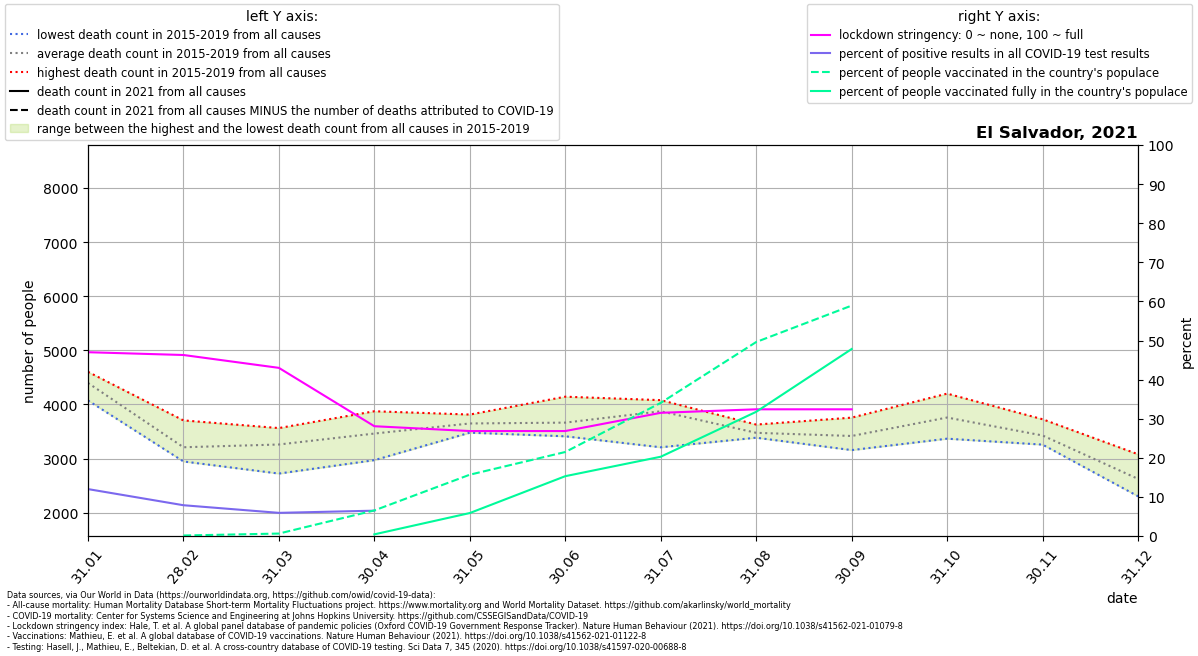 left Y axis:
lowest death count in 2015-2019 from all causes
average death count in 2015-2019 from all causes
highest death count in 2015-2019 from all causes
death count in 2021 from all causes
death count in 2021 from all causes MINUS the number of deaths attributed to COVID-19
range between the highest and the lowest death count from all causes in 2015-2019
right Y axis:
lockdown stringency: 0 ~ none, 100 ~ full
percent of positive results in all COVID-19 test results
percent of people vaccinated in the country's populace
percent of people vaccinated fully in the country's populace
El Salvador, 2021
number of people
8000
7000
6000
5000
4000
3000
2000
100
90
80
70
60
50
40
30
20
10
0
percent
31.01
28.02
31.03
30.04
31.05
30.06
31.07
31.08
30.09
31.10
30.11
31.12
date
Data sources, via Our World in Data (https://ourworldindata.org, https://github.com/owid/covid-19-data):
- All-cause mortality: Human Mortality Database Short-term Mortality Fluctuations project. https://www.mortality.org and World Mortality Dataset. https://github.com/akarlinsky/world_mortality
- COVID-19 mortality: Center for Systems Science and Engineering at Johns Hopkins University. https://github.com/CSSEGISandData/COVID-19
- Lockdown stringency index: Hale, T. et al. A global panel database of pandemic policies (Oxford COVID-19 Government Response Tracker). Nature Human Behaviour (2021). https://doi.org/10.1038/s41562-021-01079-8
- Vaccinations: Mathieu, E. et al. A global database of COVID-19 vaccinations. Nature Human Behaviour (2021). https://doi.org/10.1038/s41562-021-01122-8
- Testing: Hasell, J., Mathieu, E., Beltekian, D. et al. A cross-country database of COVID-19 testing. Sci Data 7, 345 (2020). https://doi.org/10.1038/s41597-020-00688-8